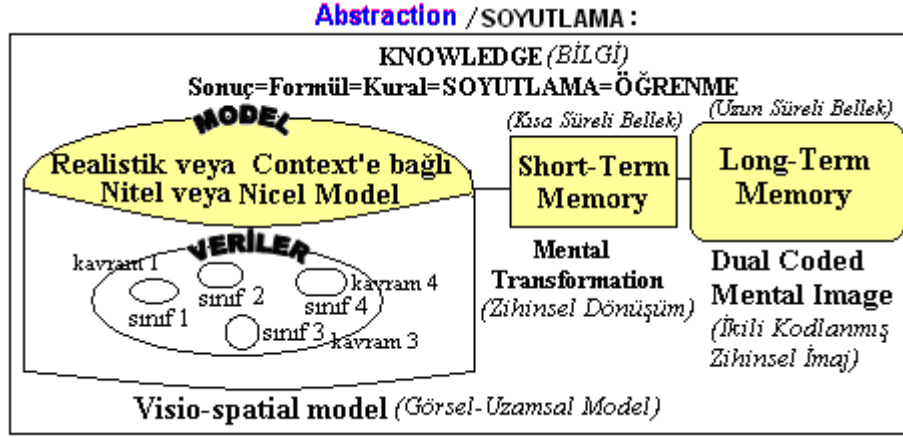 Abstraction /SOYUTLAMA :
KNOWLEDGE (BİLGİ)
Sonuç=Formül=Kural=SOYUTLAMA=ÖĞRENME
MODEL
Realistik veya Context'e bağlı
Nitel veya Nicel Model
(Kısa Süreli Bellek)
Short-Term
Memory
(Uzun Süreli Bellek)
Long-Term
Memory
VERİLER
kavram 1
sınıf 1
sınıf 2
kavram 4
sınıf 4
sınıf 3
kavram 3
Mental
Transformation
(Zihinsel Dönüşüm)
Dual Coded
Mental Image
(İkili Kodlanmış
Zihinsel İmaj)
Visio-spatial model (Görsel-Uzamsal Model)